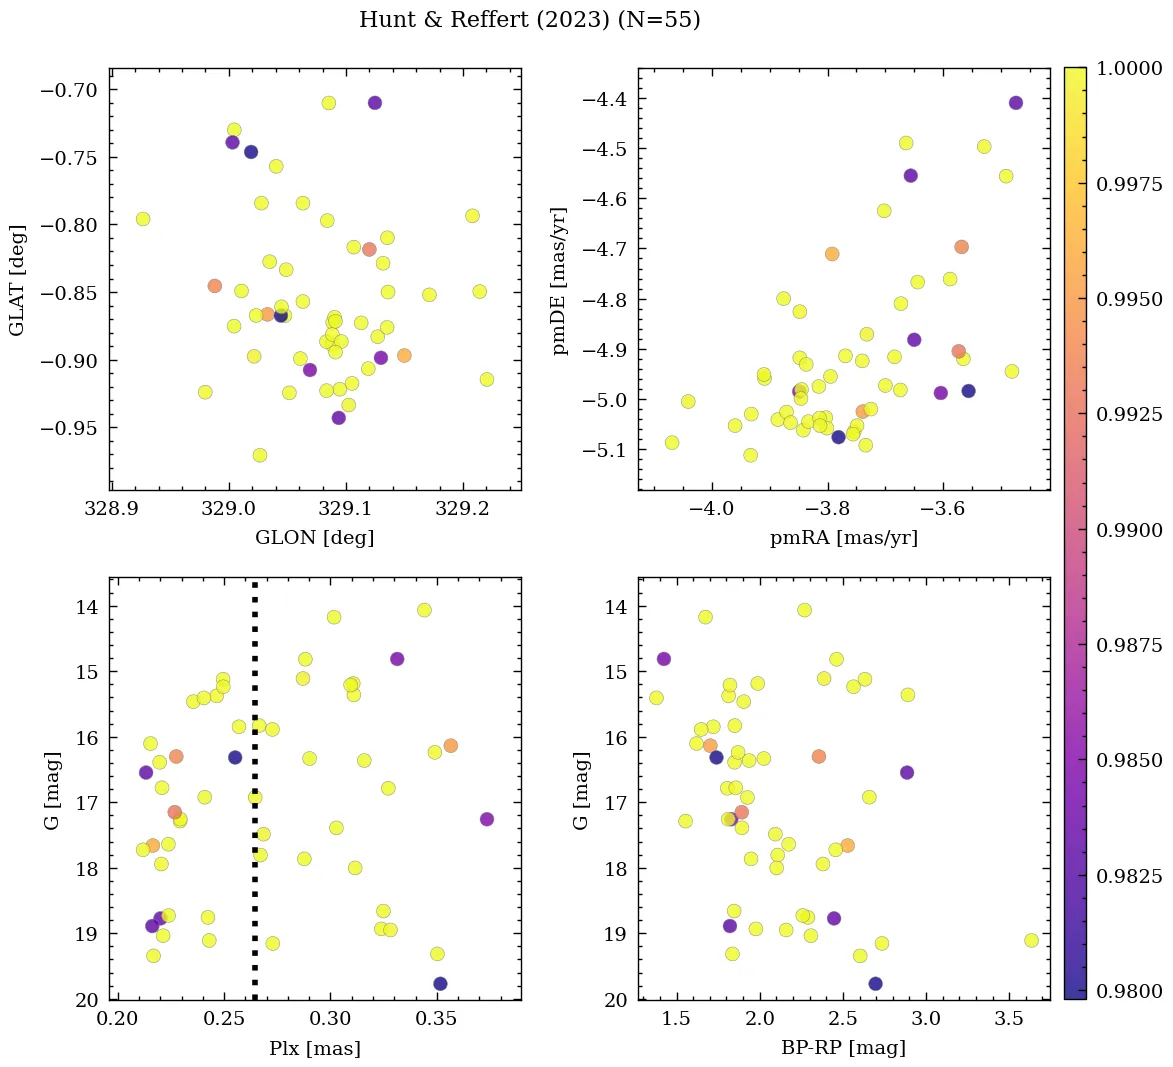 Hunt & Reffert (2023) (N=55)
−0.70
−0.75
−0.80
−0.85
−0.90
−0.95
GLAT [deg]
328.9 329.0 329.1 329.2
GLON [deg]
−4.4
−4.5
−4.6
−4.7
−4.8
−4.9
−5.0
−5.1
pmDE [mas/yr]
−4.0 −3.8 −3.6
pmRA [mas/yr]
14
15
16
17
18
19
20
G [mag]
0.20 0.25 0.30 0.35
Plx [mas]
14
15
16
17
18
19
20
G [mag]
1.5 2.0 2.5 3.0 3.5
BP-RP [mag]
1.0000
0.9975
0.9950
0.9925
0.9900
0.9875
0.9850
0.9825
0.9800